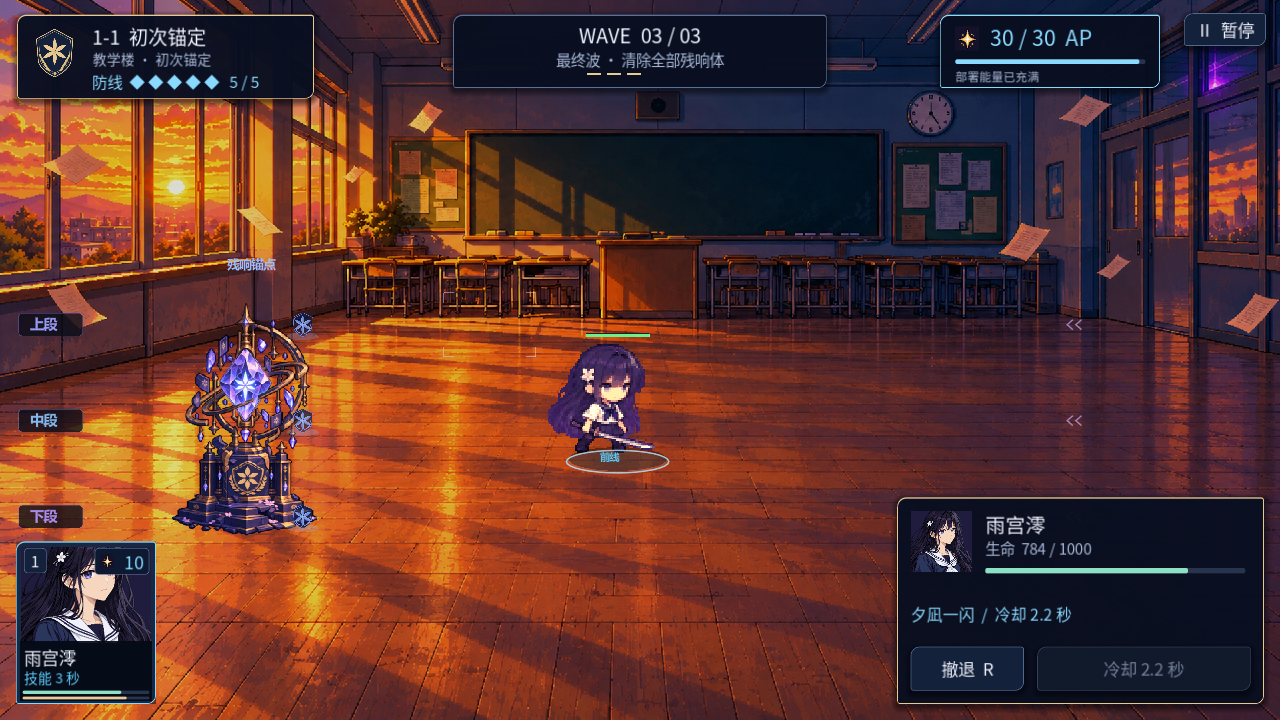 1-1 初次锚定
教学楼 · 初次锚定
防线 5/5
WAVE 03 / 03
最终波 · 清除全部残响体
30 / 30 AP
部署能量已充满
暂停
残响锚点
上段
中段
下段
前线
1
10
雨宫澪
技能 3 秒
雨宫澪
生命 784 / 1000
夕凪一闪 / 冷却 2.2 秒
撤退 R
冷却 2.2 秒